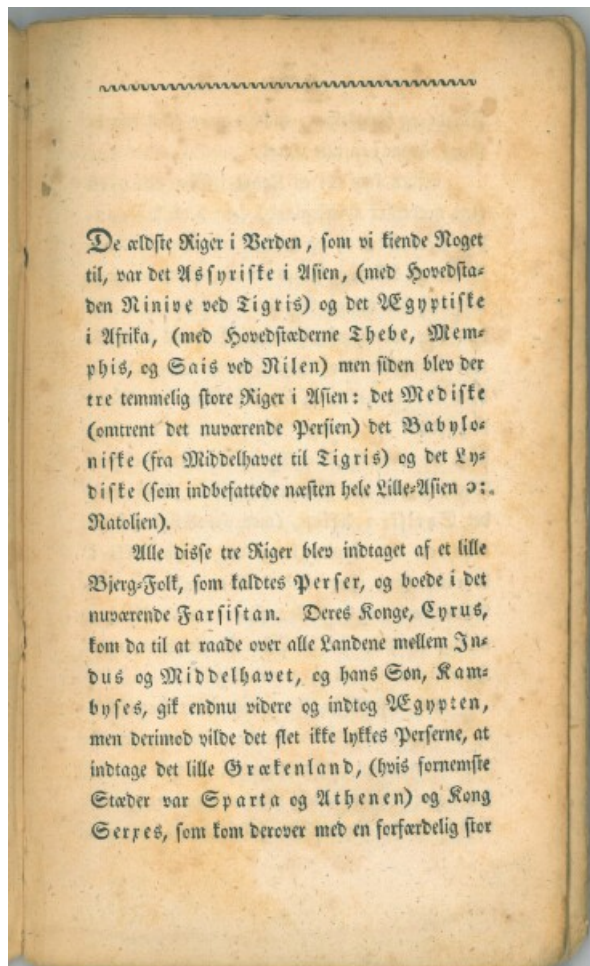 De ældste Riger i Verden, som vi kiende Noget
til, var det Assyriske i Asien, (med Hovedsta⸗
den Ninive ved Tigris) og det Ægyptiske
i Afrika, (med Hovedstæderne Thebe, Mem⸗
phis, og Sais ved Nilen) men siden blev der
tre temmelig store Riger i Asien: det Mediske
(omtrent det nuværende Persien) det Babylo⸗
niske (fra Middelhavet til Tigris) og det Ly⸗
diske (som indbefattede næsten hele Lille⸗Asien ɔ:
Natolien).
Alle disse tre Riger blev indtaget af et lille
Bjerg⸗Folk, som kaldtes Perser, og boede i det
nuværende Farsistan. Deres Konge, Cyrus,
kom da til at raade over alle Landene mellem In⸗
dus og Middelhavet, og hans Søn, Kam⸗
byses, gik endnu videre og indtog Ægypten,
men derimod vilde det slet ikke lykkes Perserne, at
indtage det lille Grækenland, (hvis fornemste
Stæder var Sparta og Athenen) og Kong
Serxes, som kom derover med en forfærdelig stor